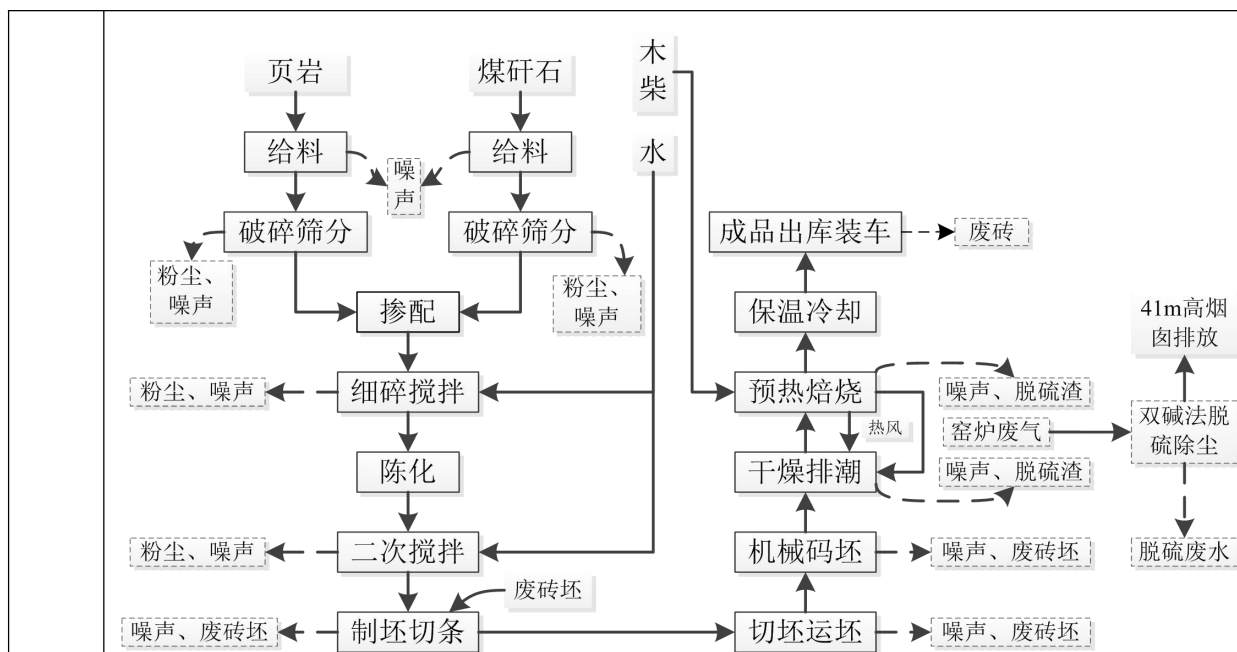 页岩
煤矸石
木
柴
给料
噪
声
给料
水
破碎筛分
破碎筛分
成品出库装车
废砖
粉尘、
噪声
粉尘、
噪声
掺配
保温冷却
41m高烟
囱排放
粉尘、噪声
细碎搅拌
预热焙烧
噪声、脱硫渣
热风
窑炉废气
双碱法脱
硫除尘
陈化
干燥排潮
噪声、脱硫渣
粉尘、噪声
二次搅拌
机械码坯
噪声、废砖坯
脱硫废水
废砖坯
噪声、废砖坯
制坯切条
切坯运坯
噪声、废砖坯